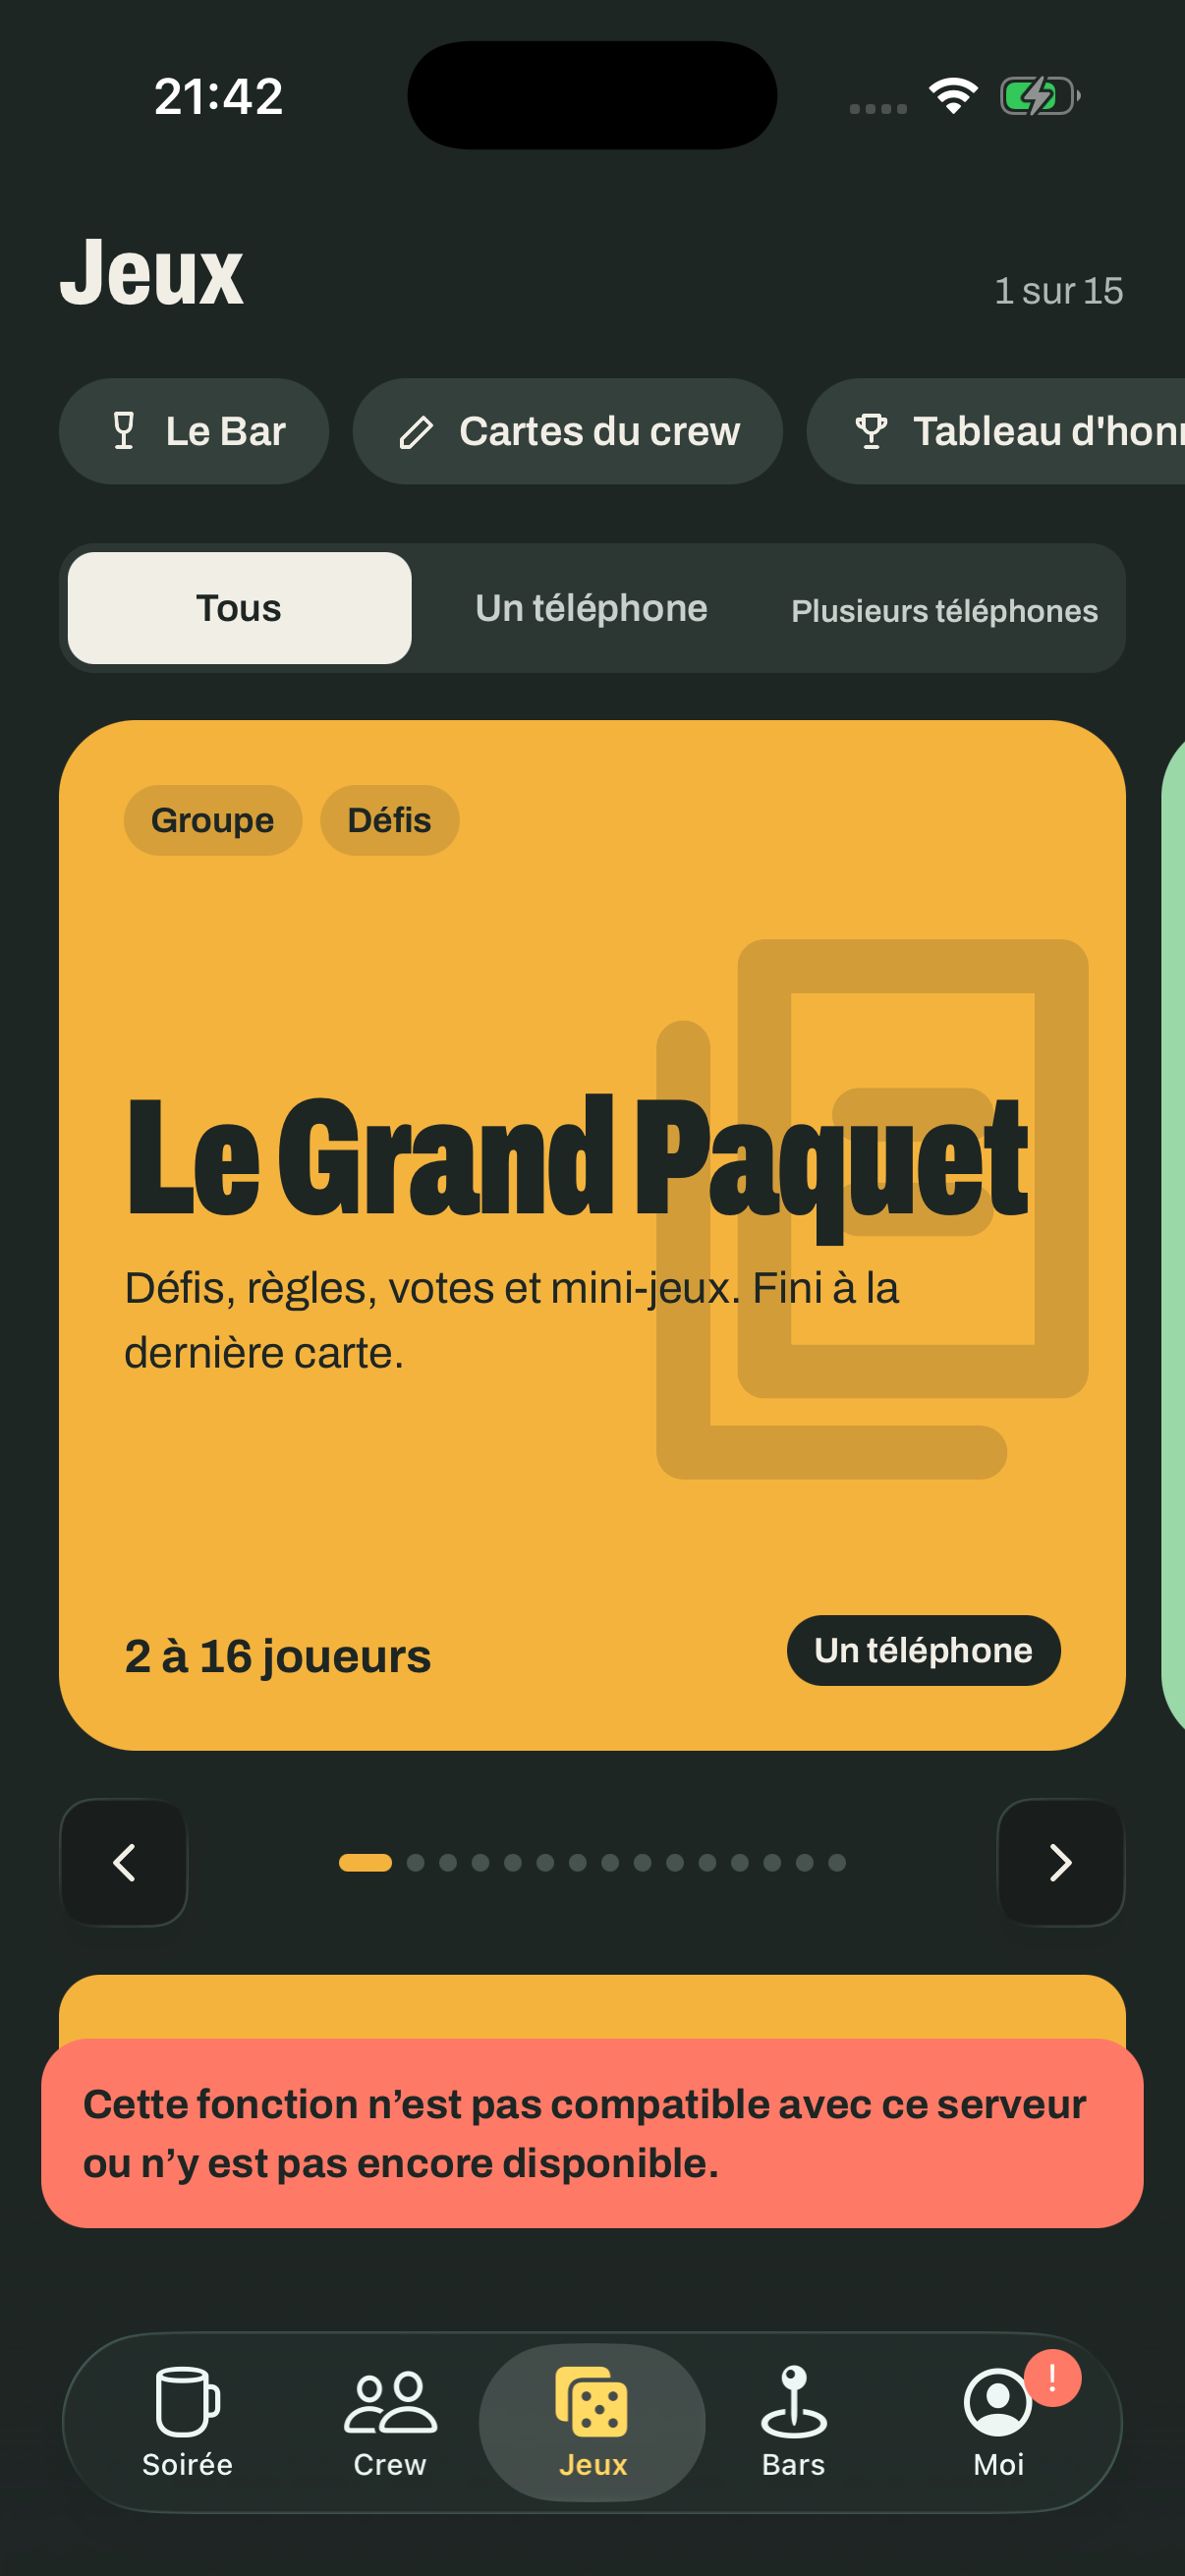 21:42
Jeux
1 sur 15
Le Bar
Cartes du crew
Tableau d'honn
Tous
Un téléphone
Plusieurs téléphones
Groupe
Défis
Le Grand Paquet
Défis, règles, votes et mini-jeux. Fini à la
dernière carte.
2 à 16 joueurs
Un téléphone
Cette fonction n’est pas compatible avec ce serveur
ou n’y est pas encore disponible.
!
Soirée
Crew
Jeux
Bars
Moi